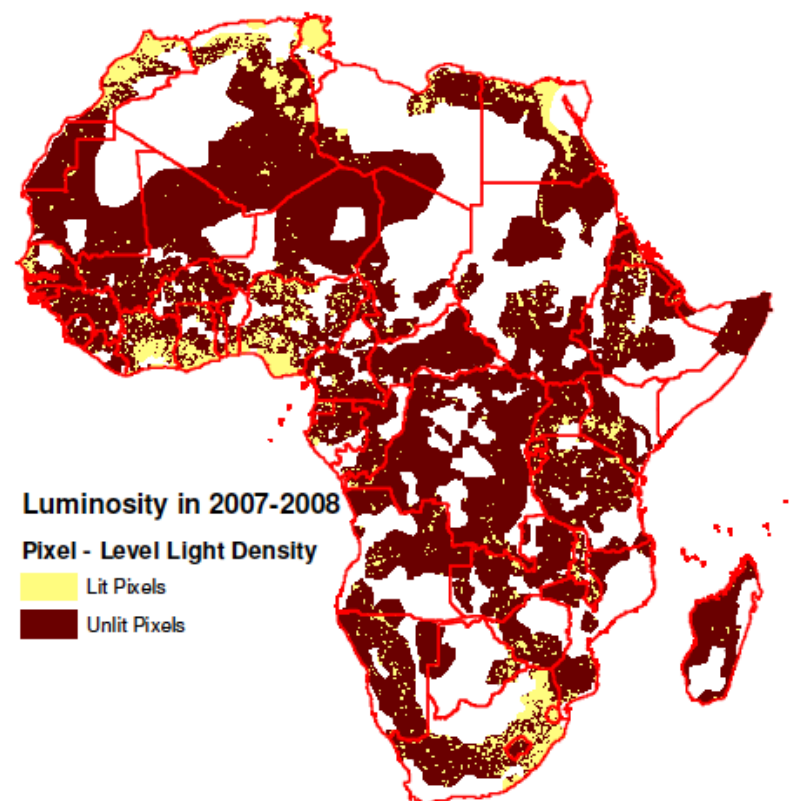 Luminosity in 2007-2008
Pixel - Level Light Density
Lit Pixels
Unlit Pixels